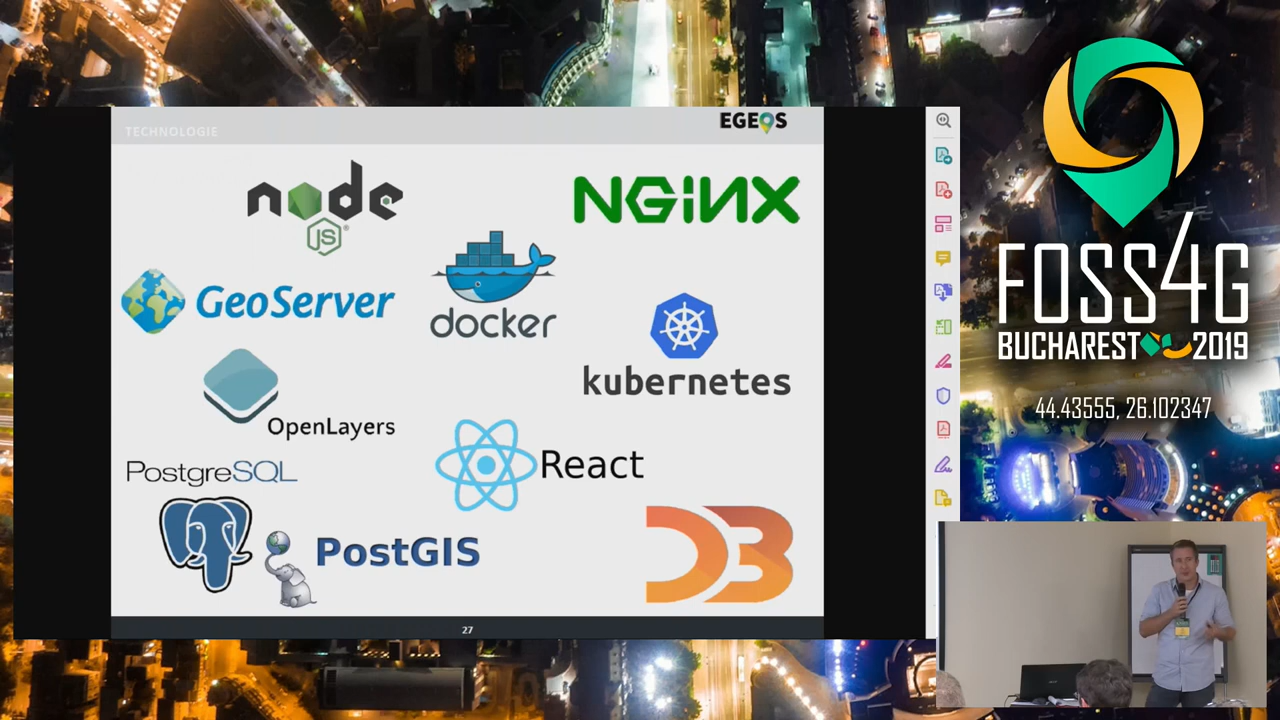 TECHNOLOGIE
EGEOS
node
JS
NGINX
GeoServer
docker
kubernetes
OpenLayers
PostgreSQL
React
PostGIS
D3
27
FOSS4G
BUCHAREST 2019
44.43555, 26.102347